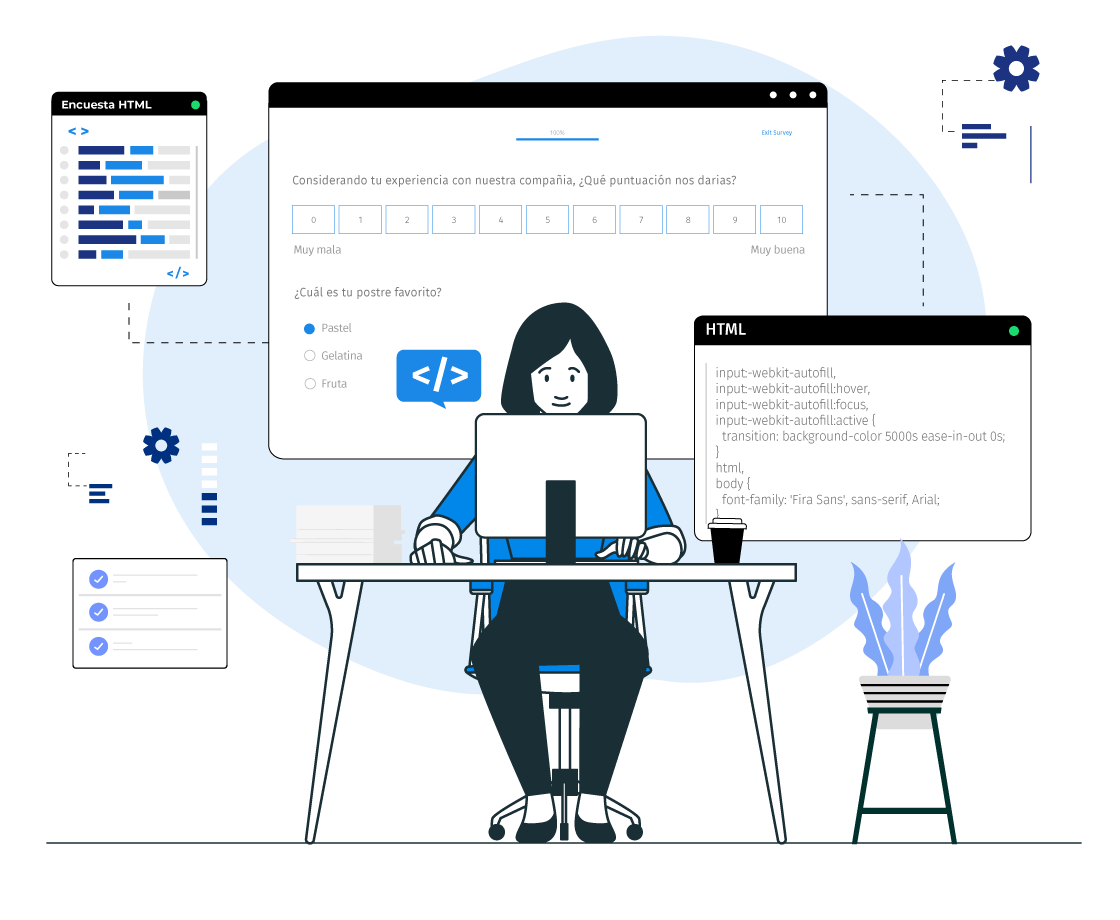 Encuesta HTML
< >
</>
100%
Exit Survey
Considerando tu experiencia con nuestra compañia, ¿Qué puntuación nos darias?
0 1 2 3 4 5 6 7 8 9 10
Muy mala Muy buena
¿Cuál es tu postre favorito?
Pastel
Gelatina
Fruta
</>
HTML
input:-webkit-autofill,
input:-webkit-autofill:hover,
input:-webkit-autofill:focus,
input:-webkit-autofill:active {
transition: background-color 5000s ease-in-out 0s;
}
html,
body {
font-family: 'Fira Sans', sans-serif, Arial;
}